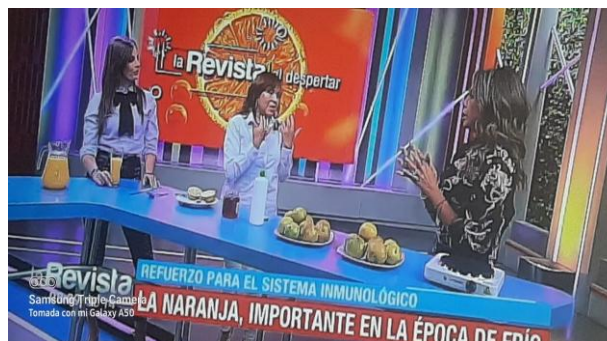 la Revista al despertar
Revista
REFUERZO PARA EL SISTEMA INMUNOLÓGICO
LA NARANJA, IMPORTANTE EN LA ÉPOCA DE FRÍO
Samsung Triple Camera
Tomada con mi Galaxy A50